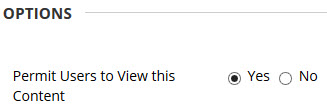 OPTIONS
Permit Users to View this Yes No
Content